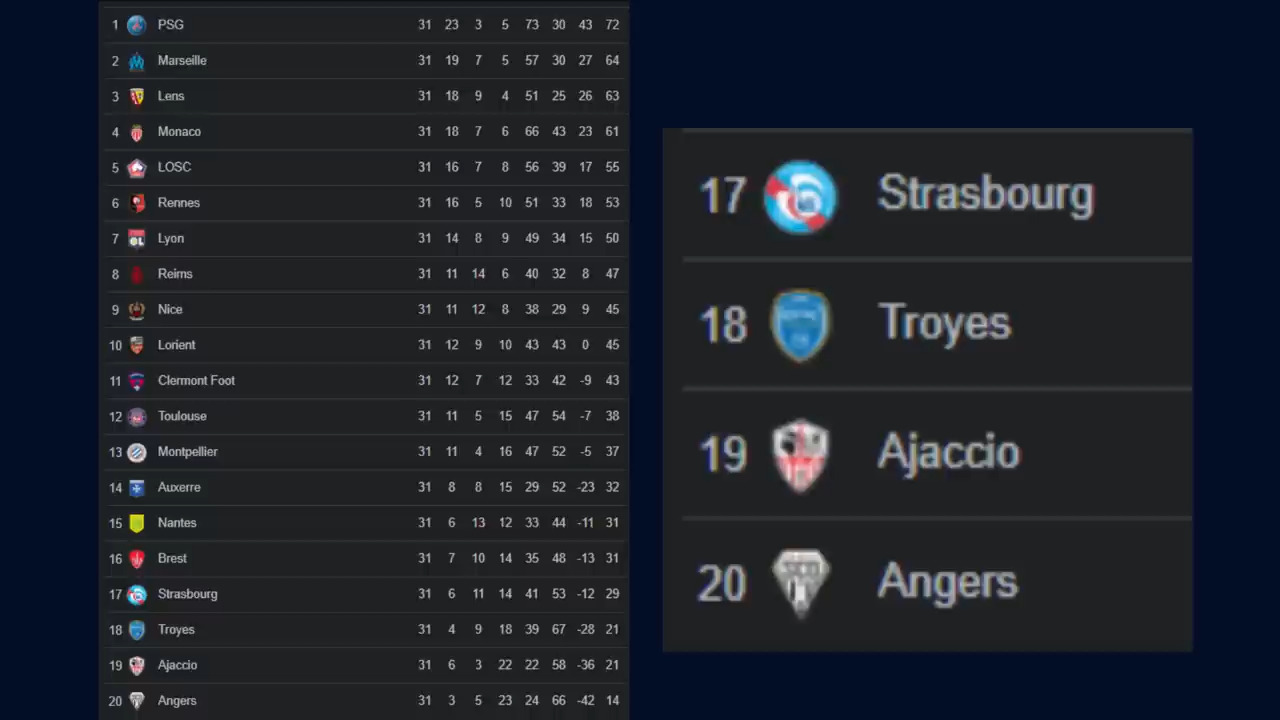 1 PSG 31 23 3 5 73 30 43 72
2 Marseille 31 19 7 5 57 30 27 64
3 Lens 31 18 9 4 51 25 26 63
4 Monaco 31 18 7 6 66 43 23 61
5 LOSC 31 16 7 8 56 39 17 55
6 Rennes 31 16 5 10 51 33 18 53
7 Lyon 31 14 8 9 49 34 15 50
8 Reims 31 11 14 6 40 32 8 47
9 Nice 31 11 12 8 38 29 9 45
10 Lorient 31 12 9 10 43 43 0 45
11 Clermont Foot 31 12 7 12 33 42 -9 43
12 Toulouse 31 11 5 15 47 54 -7 38
13 Montpellier 31 11 4 16 47 52 -5 37
14 Auxerre 31 8 8 15 29 52 -23 32
15 Nantes 31 6 13 12 33 44 -11 31
16 Brest 31 7 10 14 35 48 -13 31
17 Strasbourg 31 6 11 14 41 53 -12 29
18 Troyes 31 4 9 18 39 67 -28 21
19 Ajaccio 31 6 3 22 22 58 -36 21
20 Angers 31 3 5 23 24 66 -42 14
17 Strasbourg
18 Troyes
19 Ajaccio
20 Angers